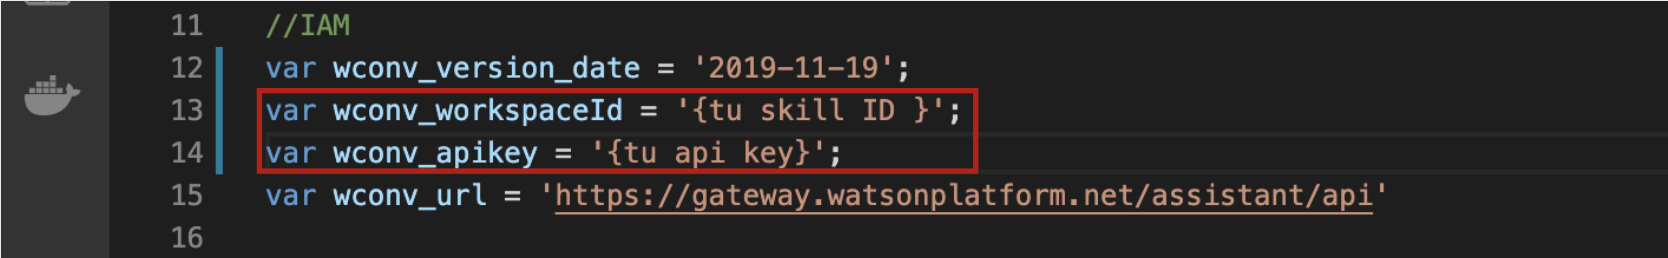 11 //IAM
12 var wconv_version_date = '2019-11-19';
13 var wconv_workspaceId = '{tu skill ID }';
14 var wconv_apikey = '{tu api key}';
15 var wconv_url = 'https://gateway.watsonplatform.net/assistant/api'
16